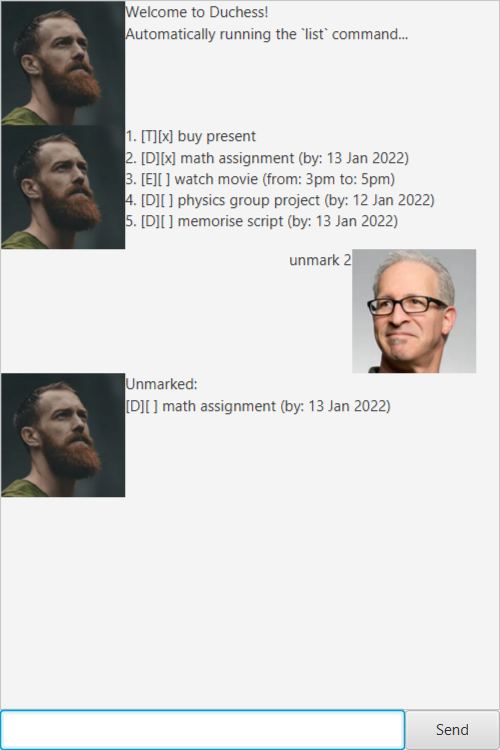 Welcome to Duchess!
Automatically running the `list` command...
1. [T][x] buy present
2. [D][x] math assignment (by: 13 Jan 2022)
3. [E][ ] watch movie (from: 3pm to: 5pm)
4. [D][ ] physics group project (by: 12 Jan 2022)
5. [D][ ] memorise script (by: 13 Jan 2022)
unmark 2
Unmarked:
[D][ ] math assignment (by: 13 Jan 2022)
Send